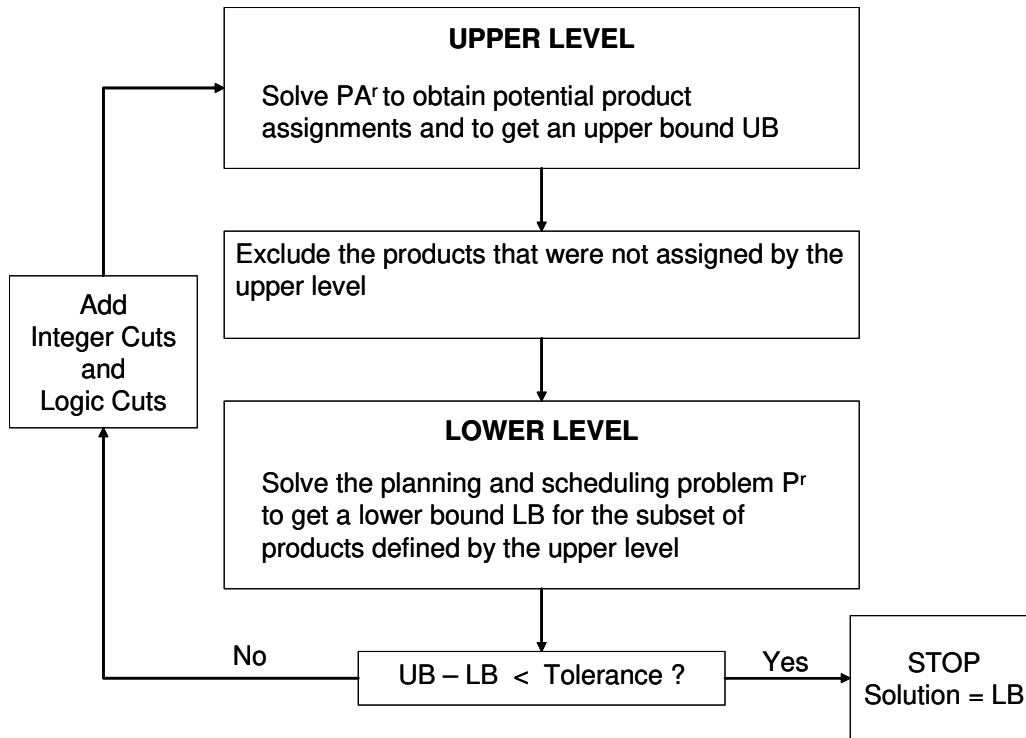 UPPER LEVEL
Solve PAʳ to obtain potential product
assignments and to get an upper bound UB
Exclude the products that were not assigned by the
upper level
Add
Integer Cuts
and
Logic Cuts
LOWER LEVEL
Solve the planning and scheduling problem Pʳ
to get a lower bound LB for the subset of
products defined by the upper level
No
UB – LB < Tolerance ?
Yes
STOP
Solution = LB